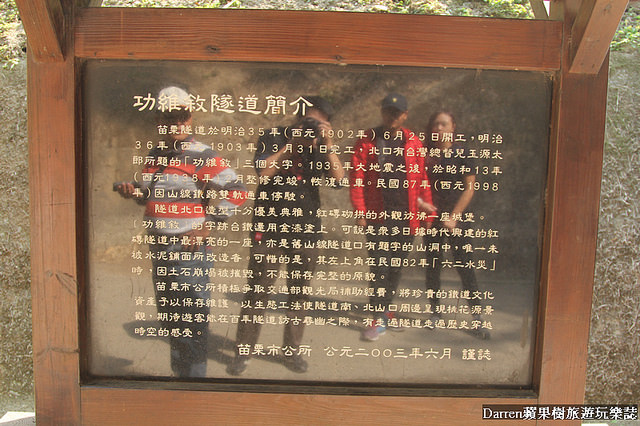 功維敘隧道簡介
苗栗隧道於明治35年(西元1902年)6月25日開工,明治
36年(西元1903年)3月31日完工,北口有台灣總督兒玉源太
郎所題的「功維敘」三個大字。1935年大地震之後,於昭和13年
(西元1938年 月整修完竣,恢復通車。民國87年(西元1998
年)因山線鐵路雙軌通車停駛。
隧道北口造型十分優美典雅,紅磚砌拱的外觀彷彿一座城堡。
「功維敘 的字跡台鐵還用金漆塗上。可說是眾多日據時代興建的紅
磚隧道中最漂亮的一座,亦是舊山線隧道口有題字的山洞中,唯一未
被水泥鋪面所改造者。可惜的是,其左上角在民國82年「六二水災」
時,因土石崩塌被摧毀,不能保存完整的原貌。
苗栗市公所積極爭取交通部觀光局補助經費,將珍貴的鐵道文化
資產予以保存維護。以生態工法使隧道南、北山口周邊呈現桃花源景
觀,期待遊客能在百年隧道訪古尋幽之際,有走過隧道走過歷史穿越
時空的感受。
苗栗市公所 公元二00三年六月 謹誌
Darren蘋果樹旅遊玩樂誌